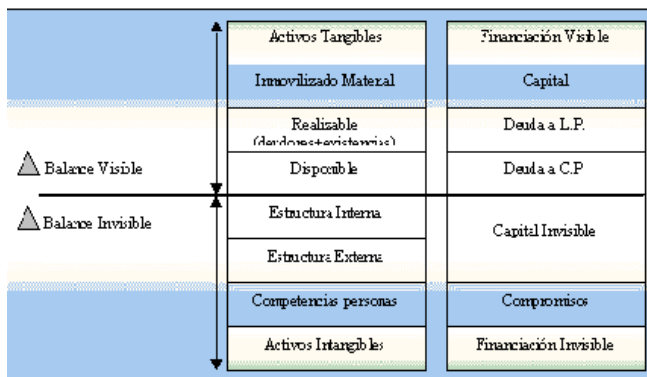 Activos Tangibles
Financiación Visible
Inmovilizado Material
Capital
Realizable
(deudores+existencias)
Deuda a L.P.
Balance Visible
Disponible
Deuda a C.P
Balance Invisible
Estructura Interna
Capital Invisible
Estructura Externa
Competencias personas
Compromisos
Activos Intangibles
Financiación Invisible